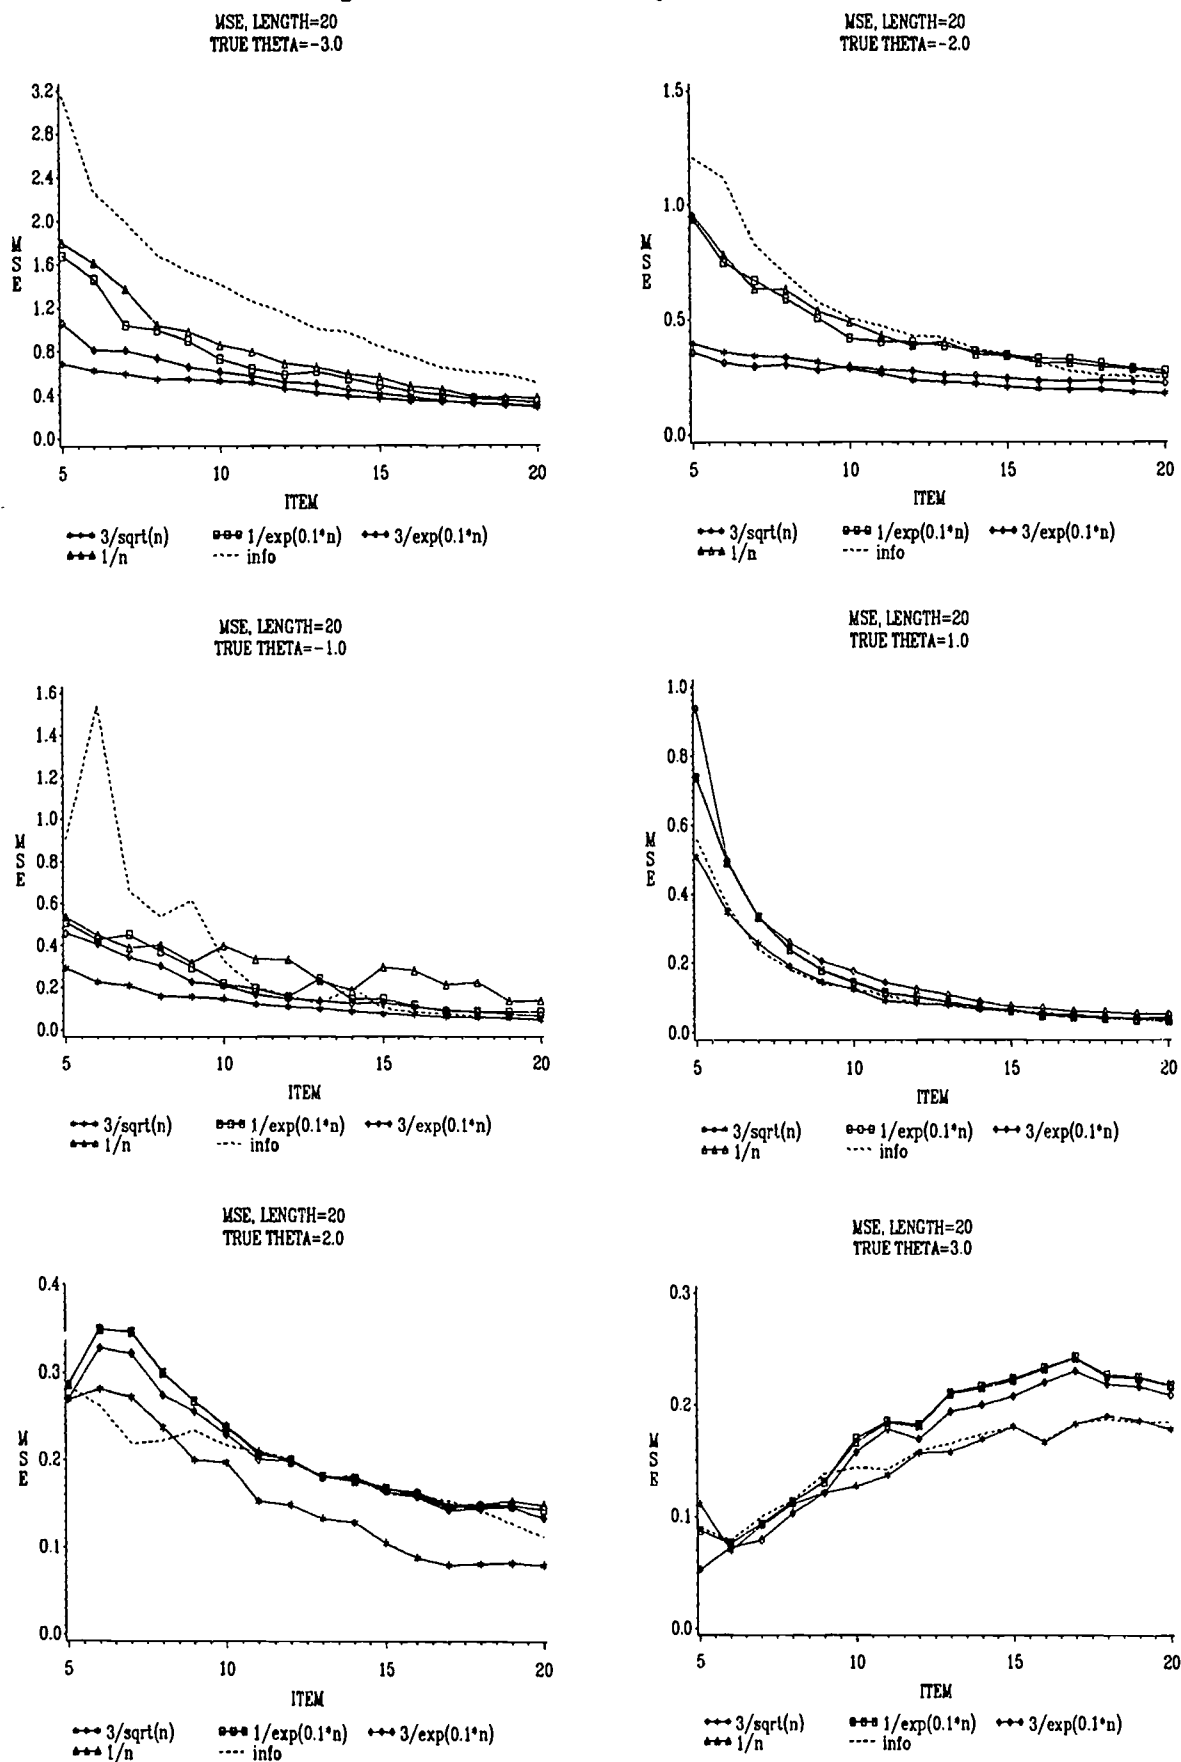 MSE, LENGTH=20
TRUE THETA=-3.0
3.2
2.8
2.4
2.0
1.6
1.2
0.8
0.4
0.0
MSE
5 10 15 20
ITEM
3/sqrt(n) 1/exp(0.1*n) 3/exp(0.1*n)
1/n info
MSE, LENGTH=20
TRUE THETA=-2.0
1.5
1.0
0.5
0.0
MSE
5 10 15 20
ITEM
3/sqrt(n) 1/exp(0.1*n) 3/exp(0.1*n)
1/n info
MSE, LENGTH=20
TRUE THETA=-1.0
1.6
1.4
1.2
1.0
0.8
0.6
0.4
0.2
0.0
MSE
5 10 15 20
ITEM
3/sqrt(n) 1/exp(0.1*n) 3/exp(0.1*n)
1/n info
MSE, LENGTH=20
TRUE THETA=1.0
1.0
0.8
0.6
0.4
0.2
0.0
MSE
5 10 15 20
ITEM
3/sqrt(n) 1/exp(0.1*n) 3/exp(0.1*n)
1/n info
MSE, LENGTH=20
TRUE THETA=2.0
0.4
0.3
0.2
0.1
0.0
MSE
5 10 15 20
ITEM
3/sqrt(n) 1/exp(0.1*n) 3/exp(0.1*n)
1/n info
MSE, LENGTH=20
TRUE THETA=3.0
0.3
0.2
0.1
0.0
MSE
5 10 15 20
ITEM
3/sqrt(n) 1/exp(0.1*n) 3/exp(0.1*n)
1/n info